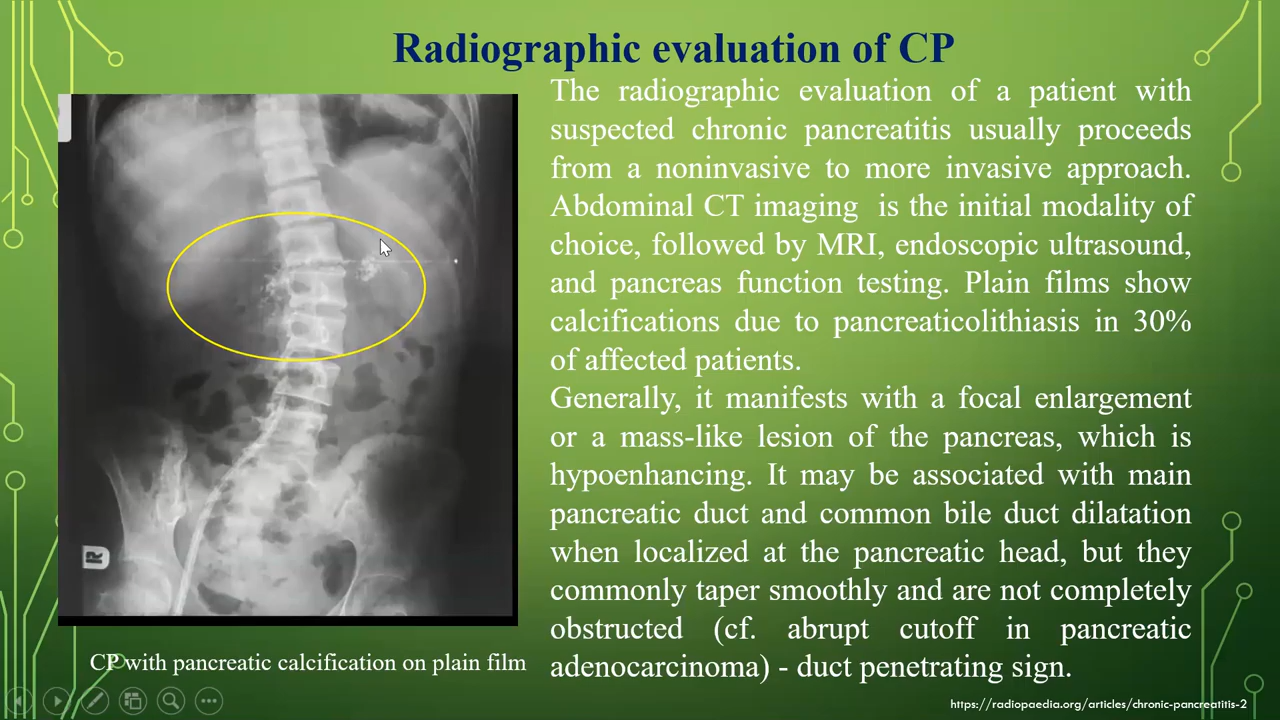 Radiographic evaluation of CP
The radiographic evaluation of a patient with
suspected chronic pancreatitis usually proceeds
from a noninvasive to more invasive approach.
Abdominal CT imaging is the initial modality of
choice, followed by MRI, endoscopic ultrasound,
and pancreas function testing. Plain films show
calcifications due to pancreaticolithiasis in 30%
of affected patients.
Generally, it manifests with a focal enlargement
or a mass-like lesion of the pancreas, which is
hypoenhancing. It may be associated with main
pancreatic duct and common bile duct dilatation
when localized at the pancreatic head, but they
commonly taper smoothly and are not completely
obstructed (cf. abrupt cutoff in pancreatic
adenocarcinoma) - duct penetrating sign.
R
CP with pancreatic calcification on plain film
https://radiopaedia.org/articles/chronic-pancreatitis-2